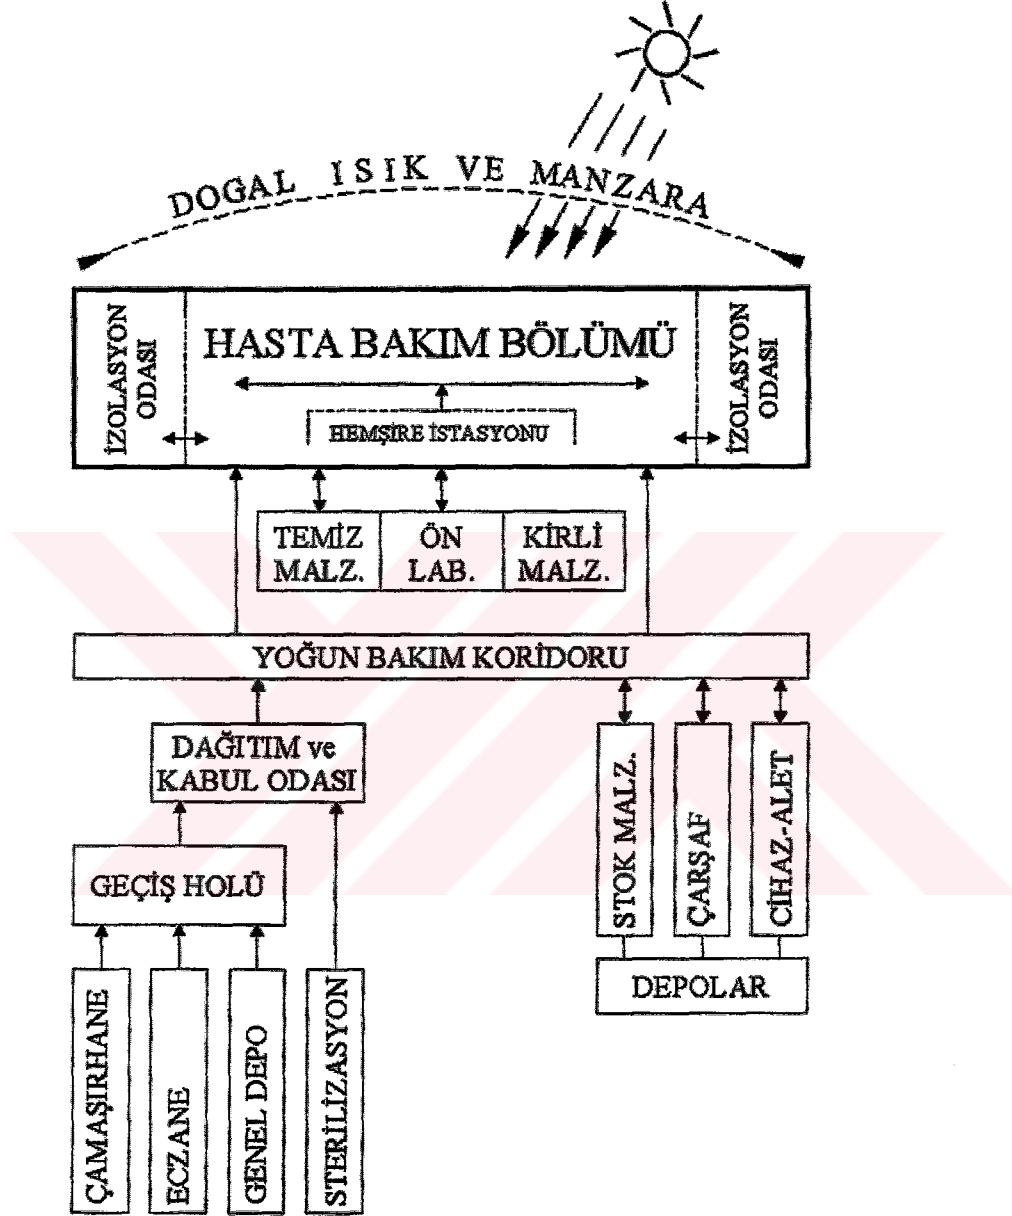 DOĞAL ISIK VE MANZARA
İZOLASYON
ODASI
HASTA BAKIM BÖLÜMÜ
HEMŞİRE İSTASYONU
İZOLASYON
ODASI
TEMİZ
MALZ.
ÖN
LAB.
KİRLİ
MALZ.
YOĞUN BAKIM KORİDORU
DAĞITIM ve
KABUL ODASI
GEÇİŞ HOLÜ
ÇAMAŞIRHANE
ECZANE
GENEL DEPO
STERİLİZASYON
STOK MALZ.
ÇARŞAF
CİHAZ-ALET
DEPOLAR